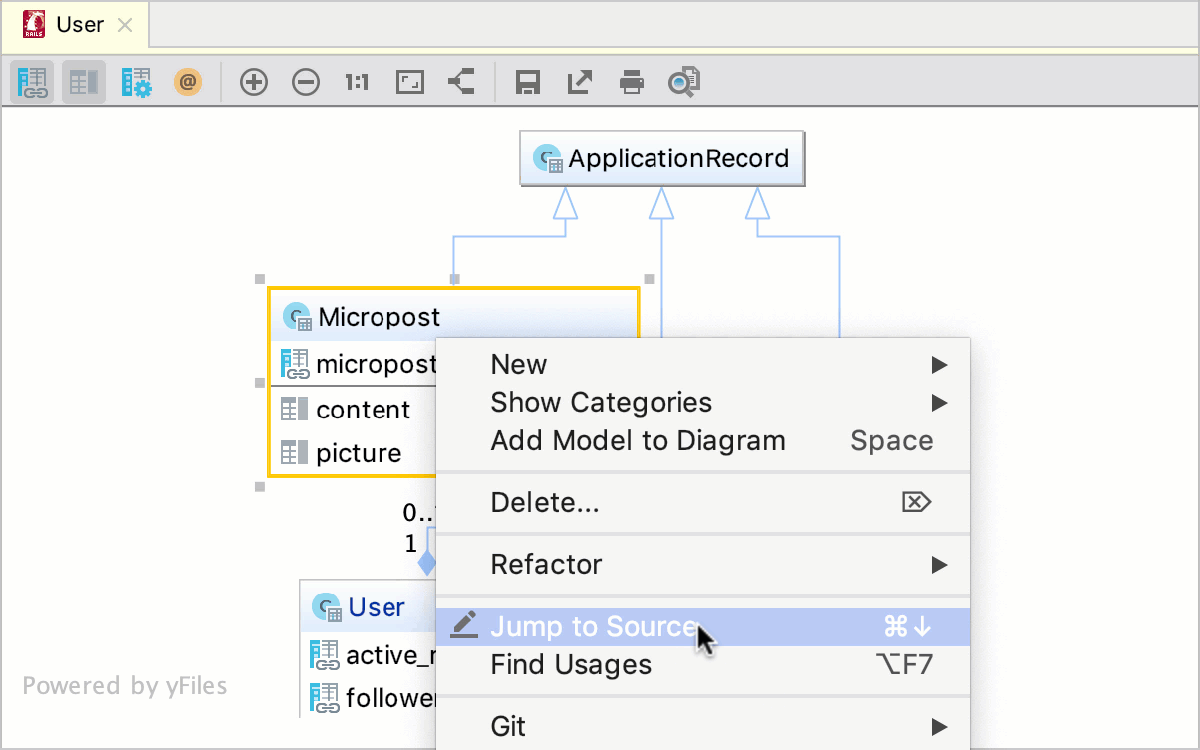 RAILS
User
@
1:1
C ApplicationRecord
C Micropost
micropost
content
picture
0..
1
C User
active_r
follower
New
Show Categories
Add Model to Diagram Space
Delete...
Refactor
Jump to Source ⌘↓
Find Usages ⌥F7
Git
Powered by yFiles